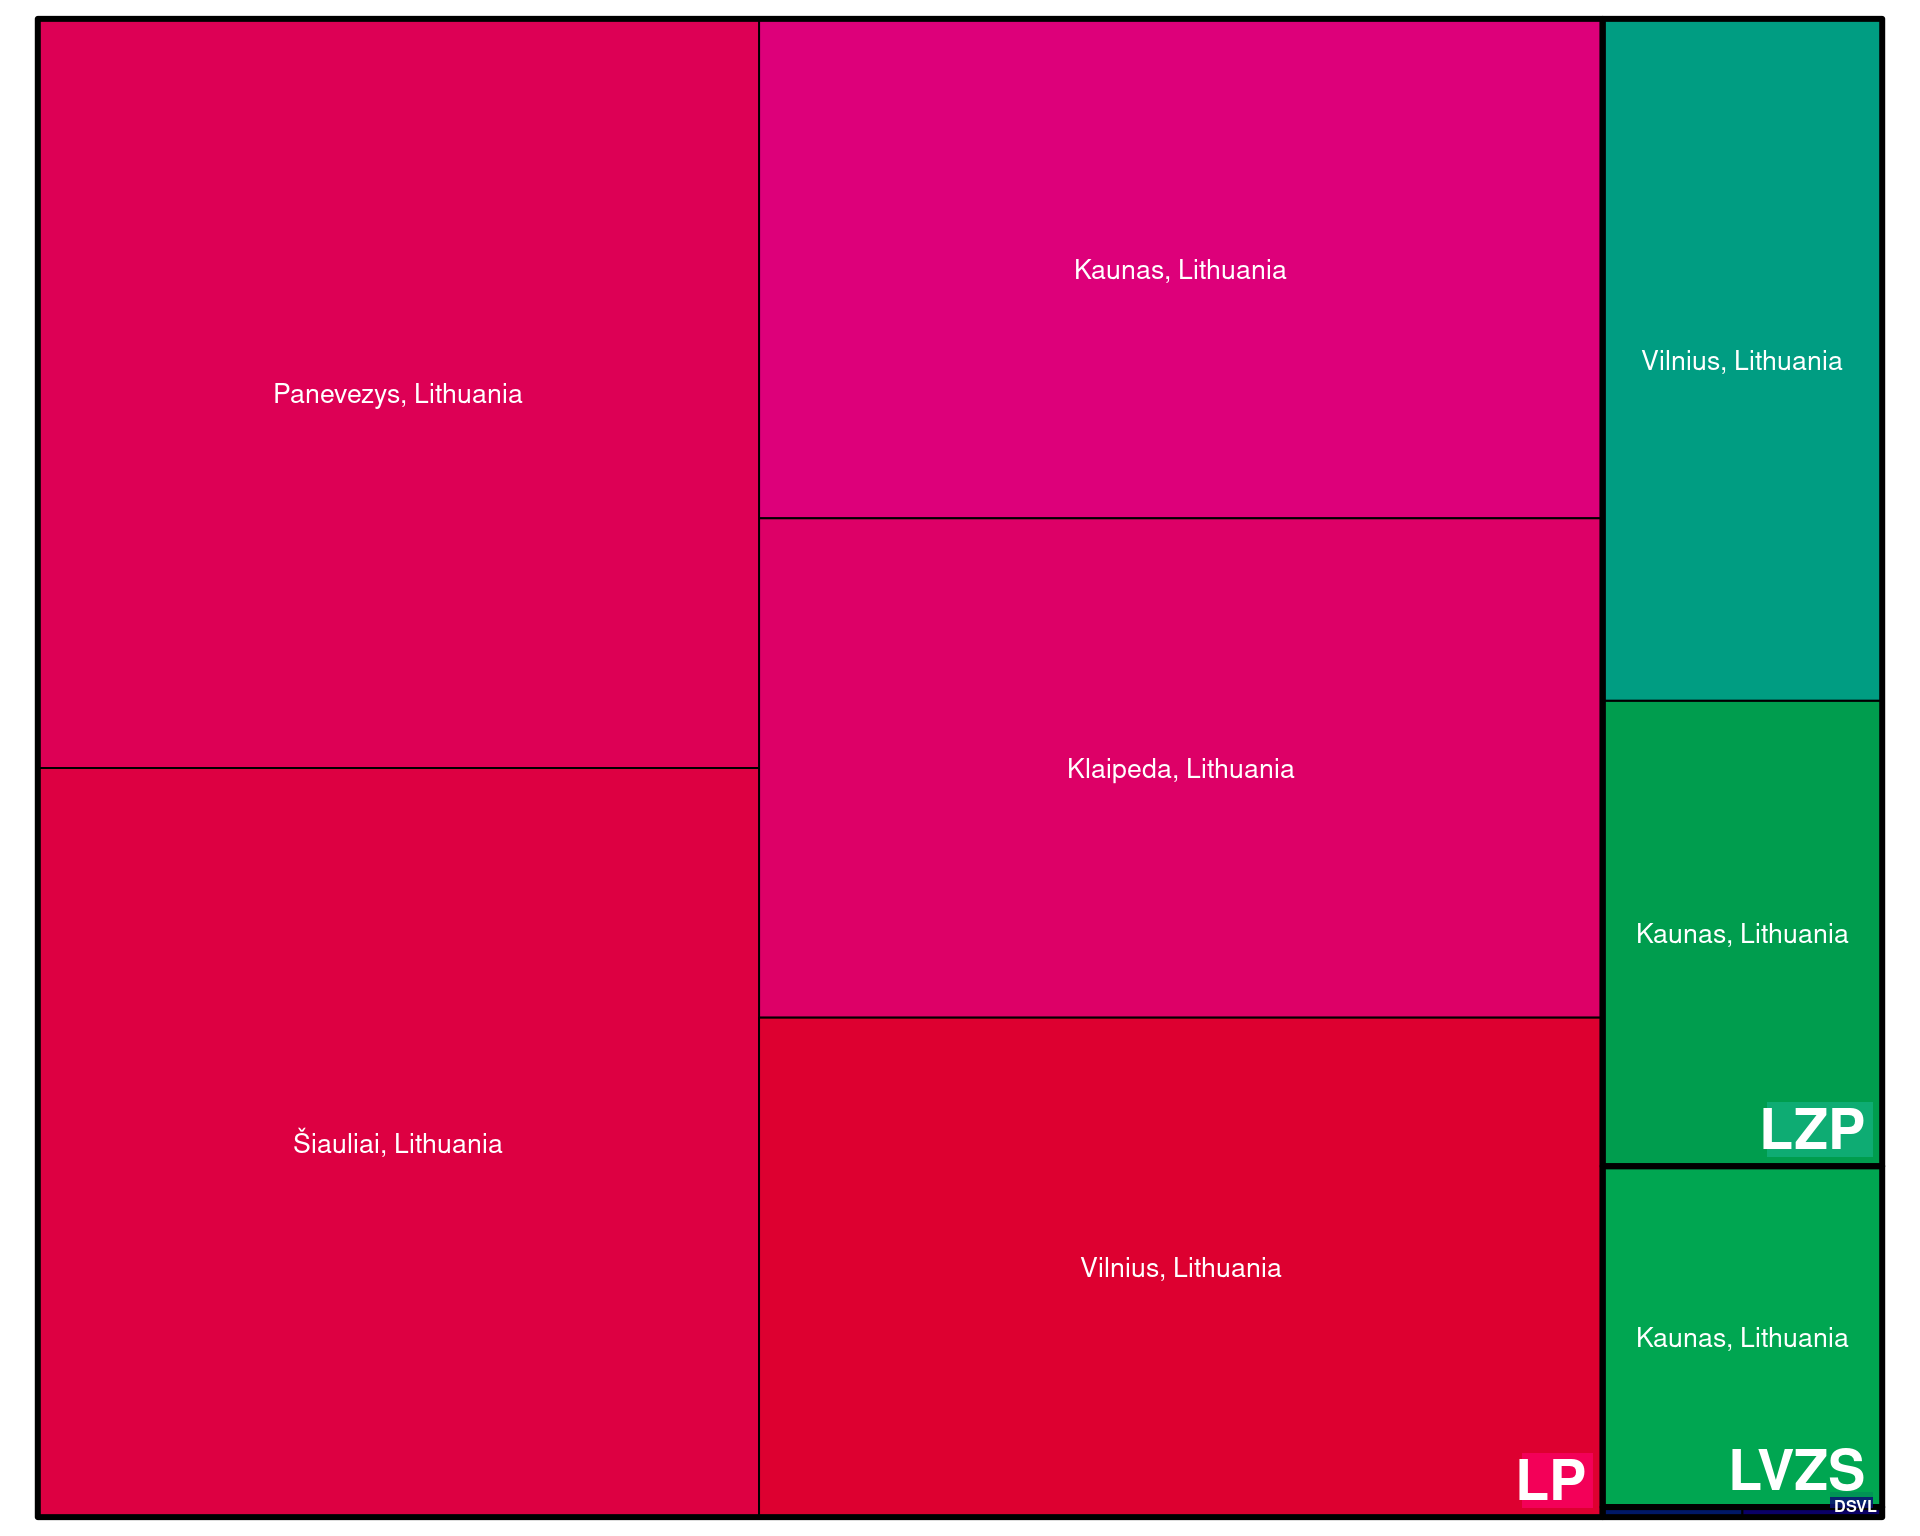 Panevezys, Lithuania
Šiauliai, Lithuania
Kaunas, Lithuania
Klaipeda, Lithuania
Vilnius, Lithuania
LP
Vilnius, Lithuania
Kaunas, Lithuania
LZP
Kaunas, Lithuania
LVZS
DSVL